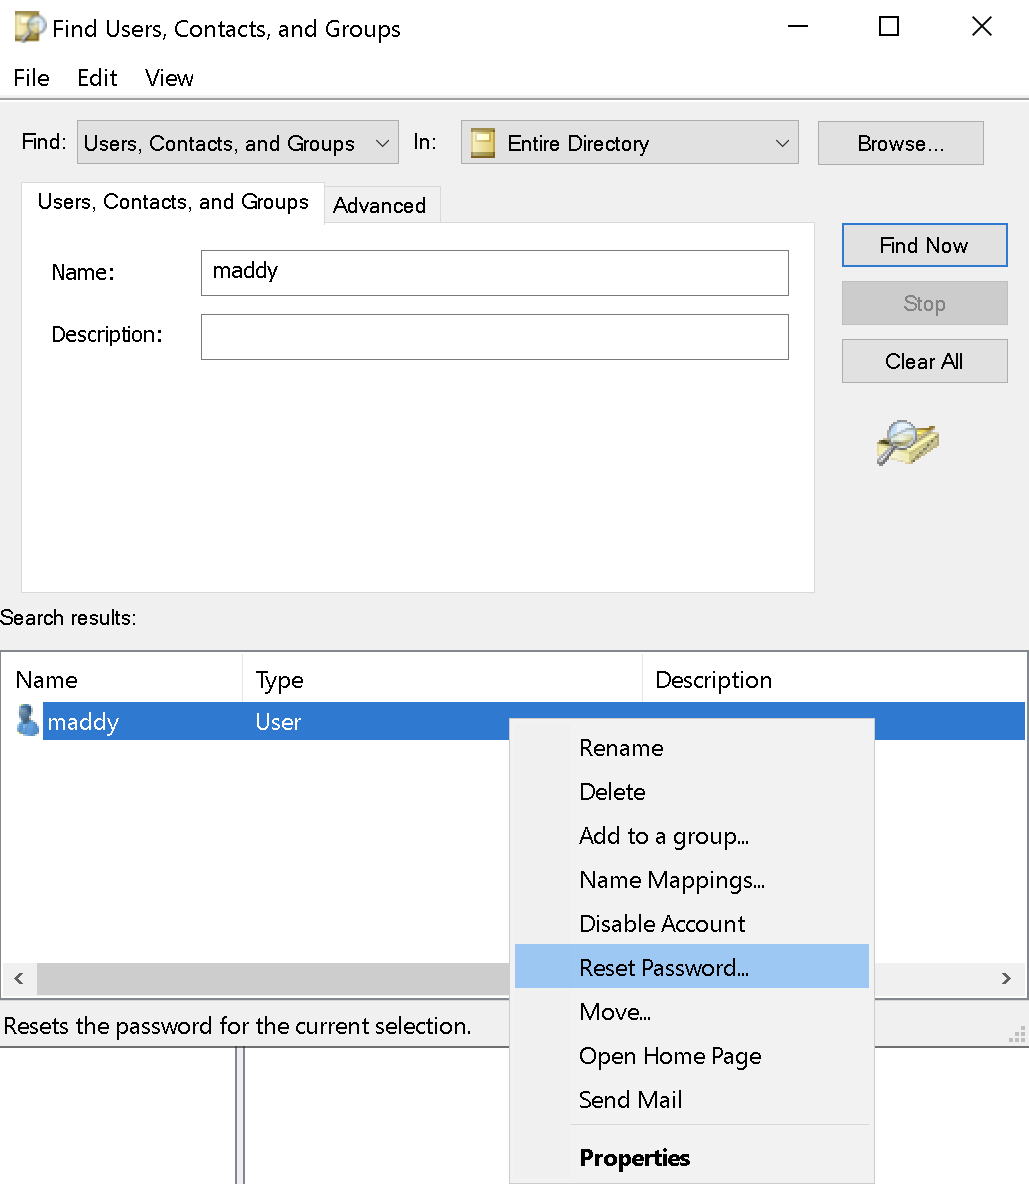 Find Users, Contacts, and Groups
File Edit View
Find: Users, Contacts, and Groups In: Entire Directory Browse...
Users, Contacts, and Groups Advanced
Find Now
Name: maddy
Stop
Description:
Clear All
Search results:
Name Type Description
maddy User
Rename
Delete
Add to a group...
Name Mappings...
Disable Account
Reset Password...
Move...
Open Home Page
Send Mail
Properties
Resets the password for the current selection.